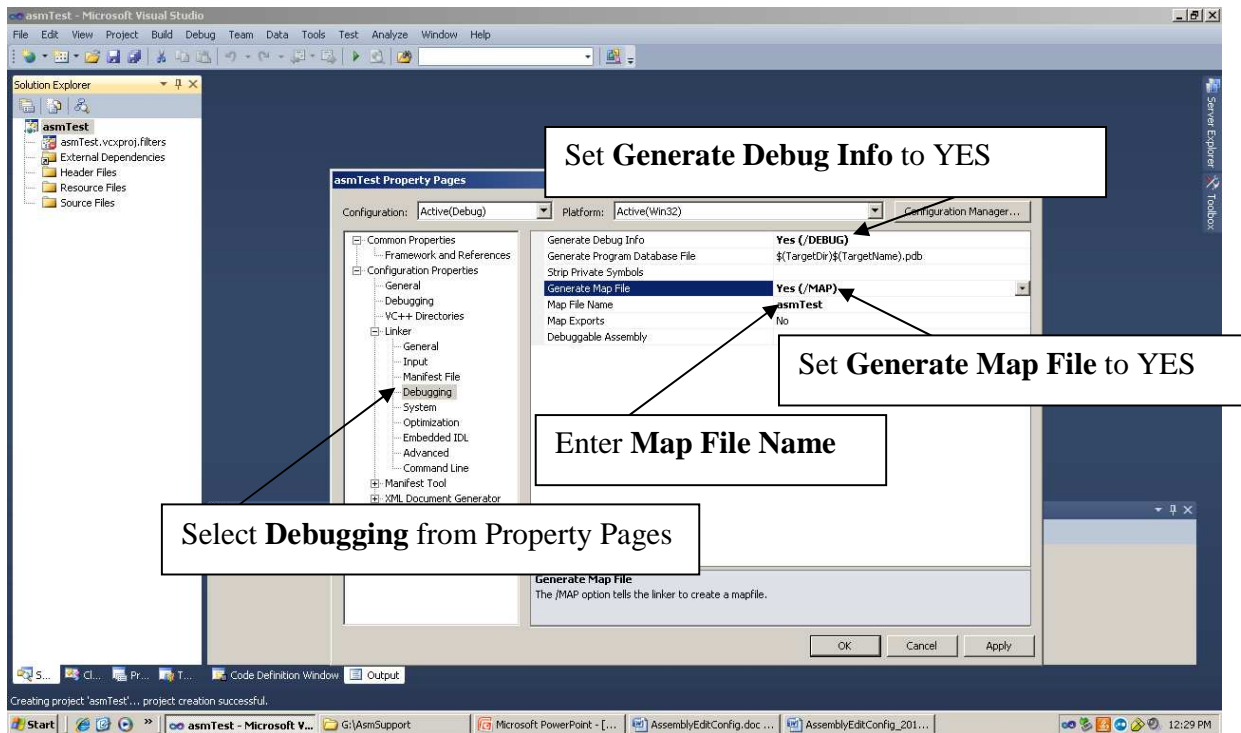 asmTest - Microsoft Visual Studio
File Edit View Project Build Debug Team Data Tools Test Analyze Window Help
Solution Explorer
asmTest
asmTest.vcxproj.filters
External Dependencies
Header Files
Resource Files
Source Files
Server Explorer
Toolbox
Set Generate Debug Info to YES
asmTest Property Pages
Configuration: Active(Debug) Platform: Active(Win32) Configuration Manager...
Common Properties
Framework and References
Configuration Properties
General
Debugging
VC++ Directories
Linker
General
Input
Manifest File
Debugging
System
Optimization
Embedded IDL
Advanced
Command Line
Manifest Tool
XML Document Generator
Generate Debug Info Yes (/DEBUG)
Generate Program Database File $(TargetDir)$(TargetName).pdb
Strip Private Symbols
Generate Map File Yes (/MAP)
Map File Name asmTest
Map Exports No
Debuggable Assembly
Set Generate Map File to YES
Enter Map File Name
Select Debugging from Property Pages
Generate Map File
The /MAP option tells the linker to create a mapfile.
OK Cancel Apply
S... Cl... Pr... T... Code Definition Window Output
Creating project 'asmTest'... project creation successful.
Start » asmTest - Microsoft V... G:\AsmSupport Microsoft PowerPoint - [... AssemblyEditConfig.doc ... AssemblyEditConfig_201... 12:29 PM